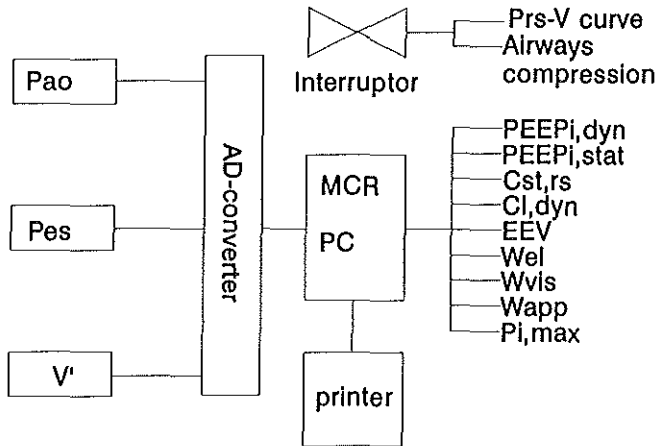 Prs-V curve
Airways
compression
Interruptor
Pao
Pes
V'
AD-converter
MCR
PC
printer
PEEPi,dyn
PEEPi,stat
Cst,rs
Cl,dyn
EEV
Wel
Wvis
Wapp
Pi,max